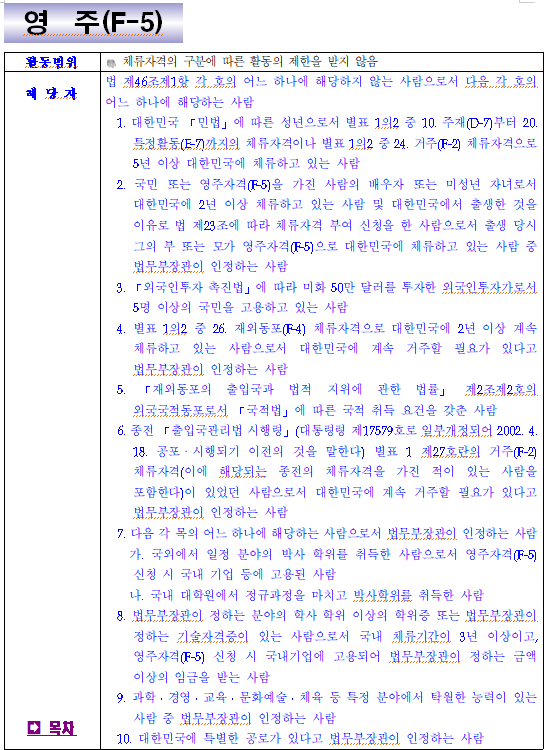 영 주(F-5)
활동범위
체류자격의 구분에 따른 활동의 제한을 받지 않음
해 당 자
법 제46조제1항 각 호의 어느 하나에 해당하지 않는 사람으로서 다음 각 호의
어느 하나에 해당하는 사람
1. 대한민국 「민법」에 따른 성년으로서 별표 1의2 중 10. 주재(D-7)부터 20.
특정활동(E-7)까지의 체류자격이나 별표 1의2 중 24. 거주(F-2) 체류자격으로
5년 이상 대한민국에 체류하고 있는 사람
2. 국민 또는 영주자격(F-5)을 가진 사람의 배우자 또는 미성년 자녀로서
대한민국에 2년 이상 체류하고 있는 사람 및 대한민국에서 출생한 것을
이유로 법 제23조에 따라 체류자격 부여 신청을 한 사람으로서 출생 당시
그의 부 또는 모가 영주자격(F-5)으로 대한민국에 체류하고 있는 사람 중
법무부장관이 인정하는 사람
3. 「외국인투자 촉진법」에 따라 미화 50만 달러를 투자한 외국인투자가로서
5명 이상의 국민을 고용하고 있는 사람
4. 별표 1의2 중 26. 재외동포(F-4) 체류자격으로 대한민국에 2년 이상 계속
체류하고 있는 사람으로서 대한민국에 계속 거주할 필요가 있다고
법무부장관이 인정하는 사람
5. 「재외동포의 출입국과 법적 지위에 관한 법률」 제2조제2호의
외국국적동포로서 「국적법」에 따른 국적 취득 요건을 갖춘 사람
6. 종전 「출입국관리법 시행령」(대통령령 제17579호로 일부개정되어 2002. 4.
18. 공포·시행되기 이전의 것을 말한다) 별표 1 제27호란의 거주(F-2)
체류자격(이에 해당되는 종전의 체류자격을 가진 적이 있는 사람을
포함한다)이 있었던 사람으로서 대한민국에 계속 거주할 필요가 있다고
법무부장관이 인정하는 사람
7. 다음 각 목의 어느 하나에 해당하는 사람으로서 법무부장관이 인정하는 사람
가. 국외에서 일정 분야의 박사 학위를 취득한 사람으로서 영주자격(F-5)
신청 시 국내 기업 등에 고용된 사람
나. 국내 대학원에서 정규과정을 마치고 박사학위를 취득한 사람
8. 법무부장관이 정하는 분야의 학사 학위 이상의 학위증 또는 법무부장관이
정하는 기술자격증이 있는 사람으로서 국내 체류기간이 3년 이상이고,
영주자격(F-5) 신청 시 국내기업에 고용되어 법무부장관이 정하는 금액
이상의 임금을 받는 사람
9. 과학·경영·교육·문화예술·체육 등 특정 분야에서 탁월한 능력이 있는
사람 중 법무부장관이 인정하는 사람
10. 대한민국에 특별한 공로가 있다고 법무부장관이 인정하는 사람
목차